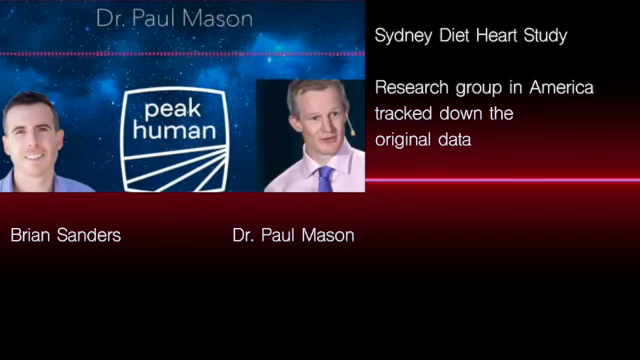 Dr. Paul Mason
peak
human
Sydney Diet Heart Study
Research group in America
tracked down the
original data
Brian Sanders
Dr. Paul Mason